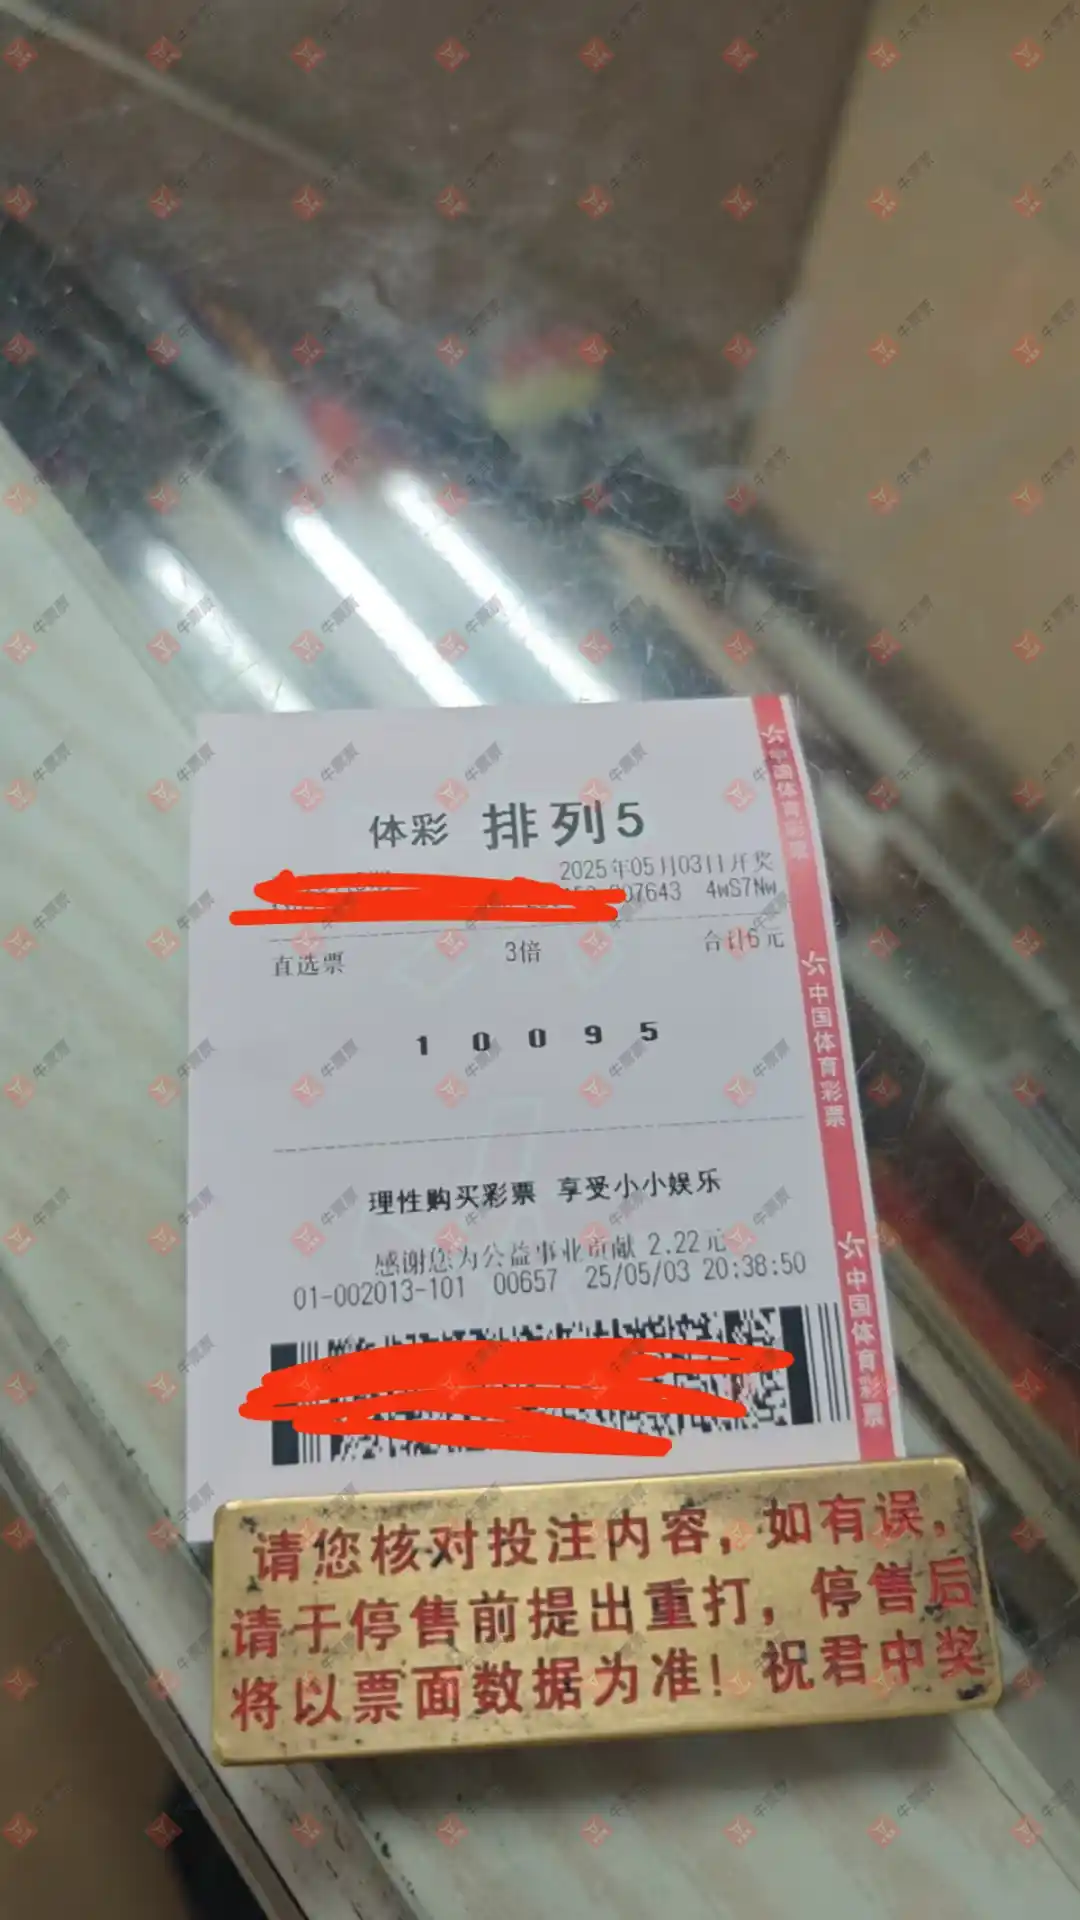 体彩 排列5
2025年05月03日开奖
07643 4wS7Nw
直选票 3倍 合计6元
1 0 0 9 5
理性购买彩票 享受小小娱乐
感谢您为公益事业贡献 2.22元
01-002013-101 00657 25/05/03 20:38:50
中国体育彩票
中国体育彩票
中国体育彩票
请您核对投注内容，如有误，
请于停售前提出重打，停售后
将以票面数据为准！祝君中奖
牛票票